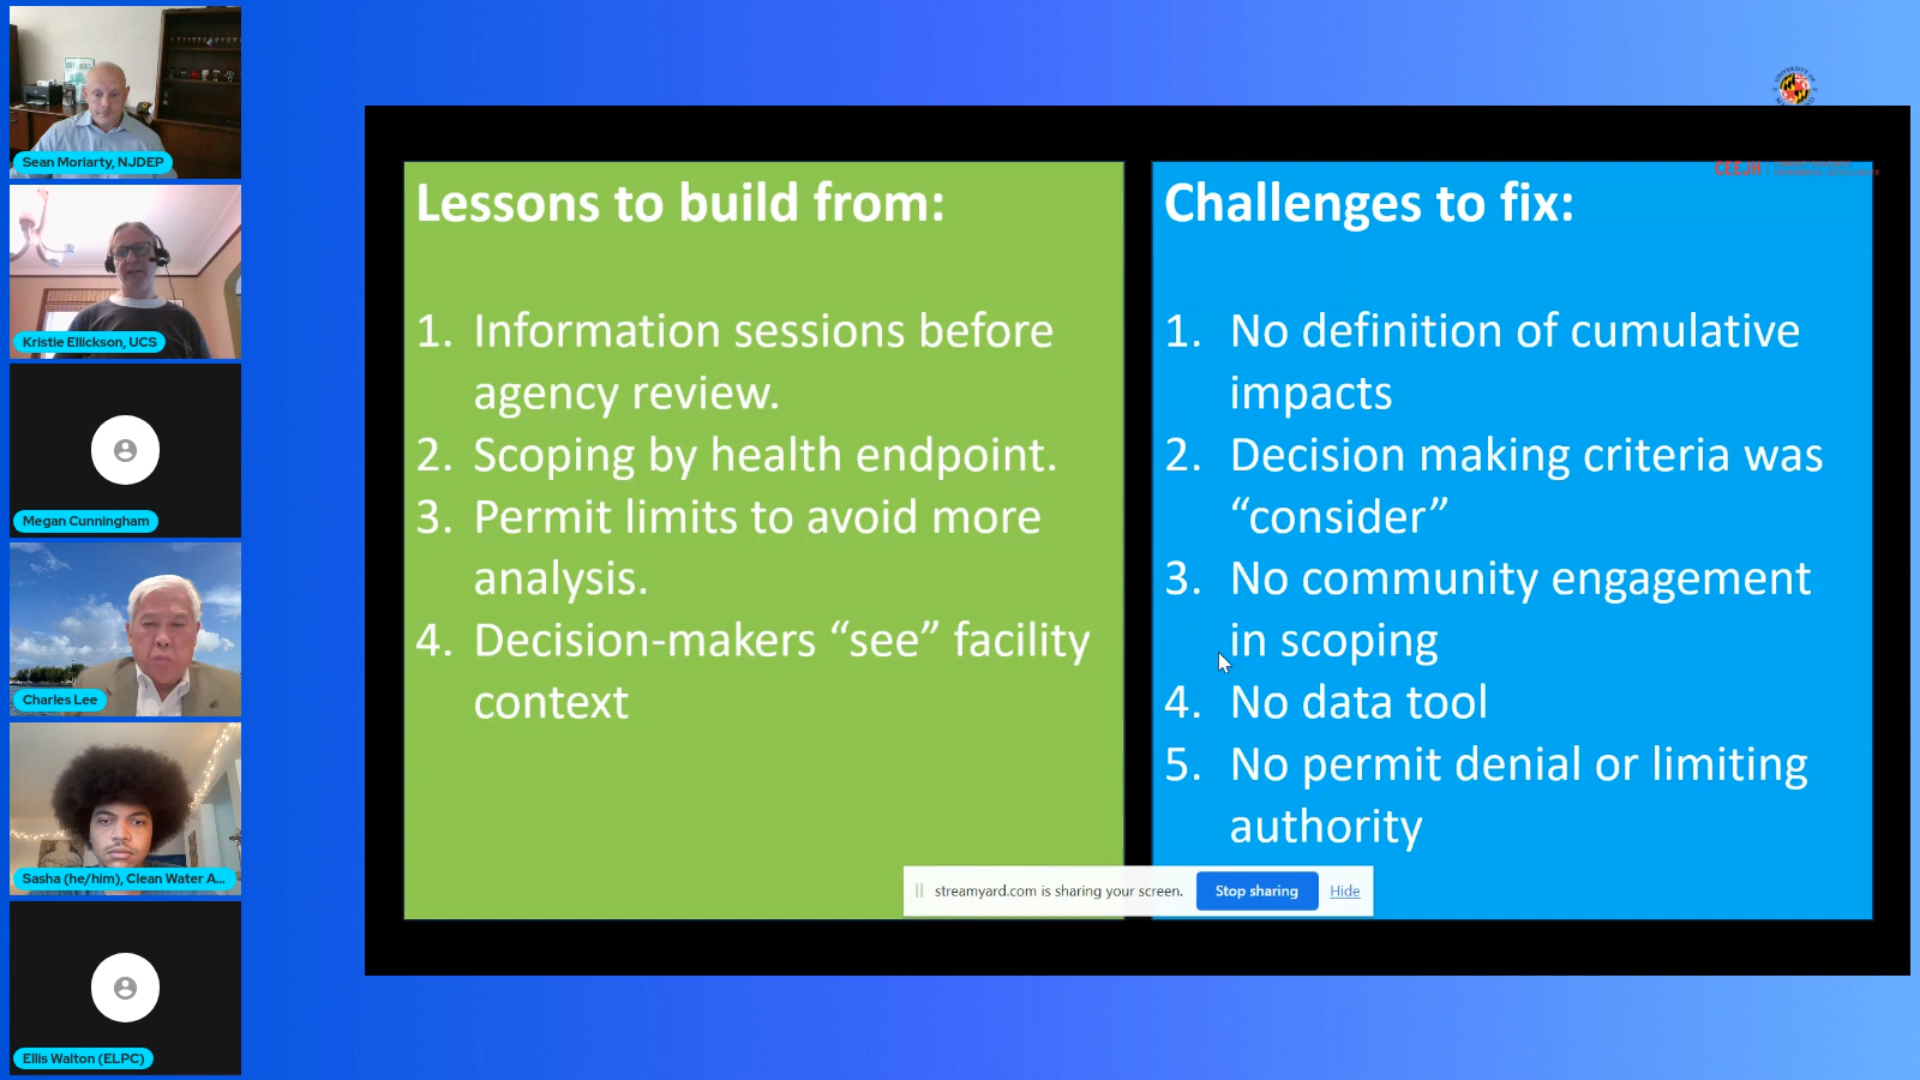 Sean Moriarty, NJDEP
Kristie Ellickson, UCS
Megan Cunningham
Charles Lee
Sasha (he/him), Clean Water A...
Ellis Walton (ELPC)
UNIVERSITY OF
CEEJH
Lessons to build from:
1. Information sessions before
agency review.
2. Scoping by health endpoint.
3. Permit limits to avoid more
analysis.
4. Decision-makers “see” facility
context
Challenges to fix:
1. No definition of cumulative
impacts
2. Decision making criteria was
“consider”
3. No community engagement
in scoping
4. No data tool
5. No permit denial or limiting
authority
streamyard.com is sharing your screen.
Stop sharing
Hide